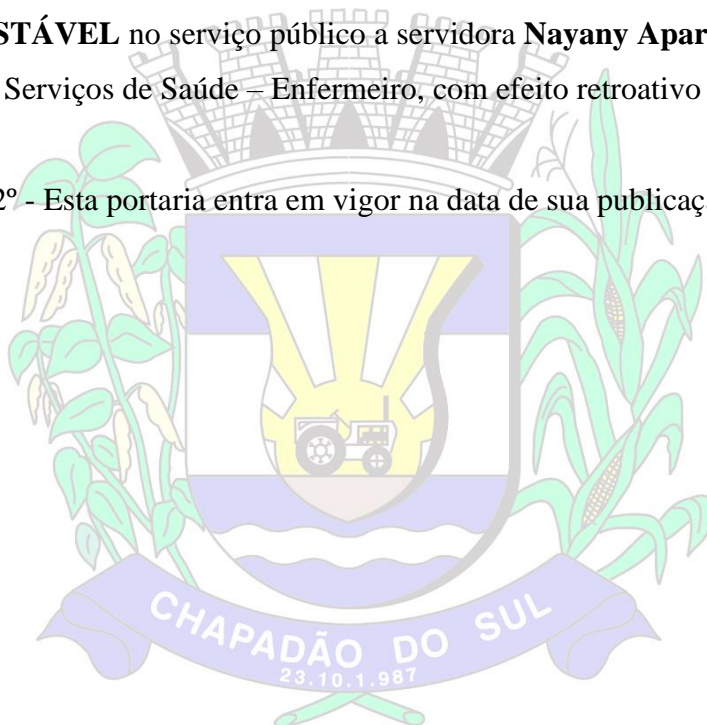 STÁVEL no serviço público a servidora Nayany Apar
Serviços de Saúde – Enfermeiro, com efeito retroativo
2º - Esta portaria entra em vigor na data de sua publicaç
CHAPADÃO DO SUL
23.10.1.987